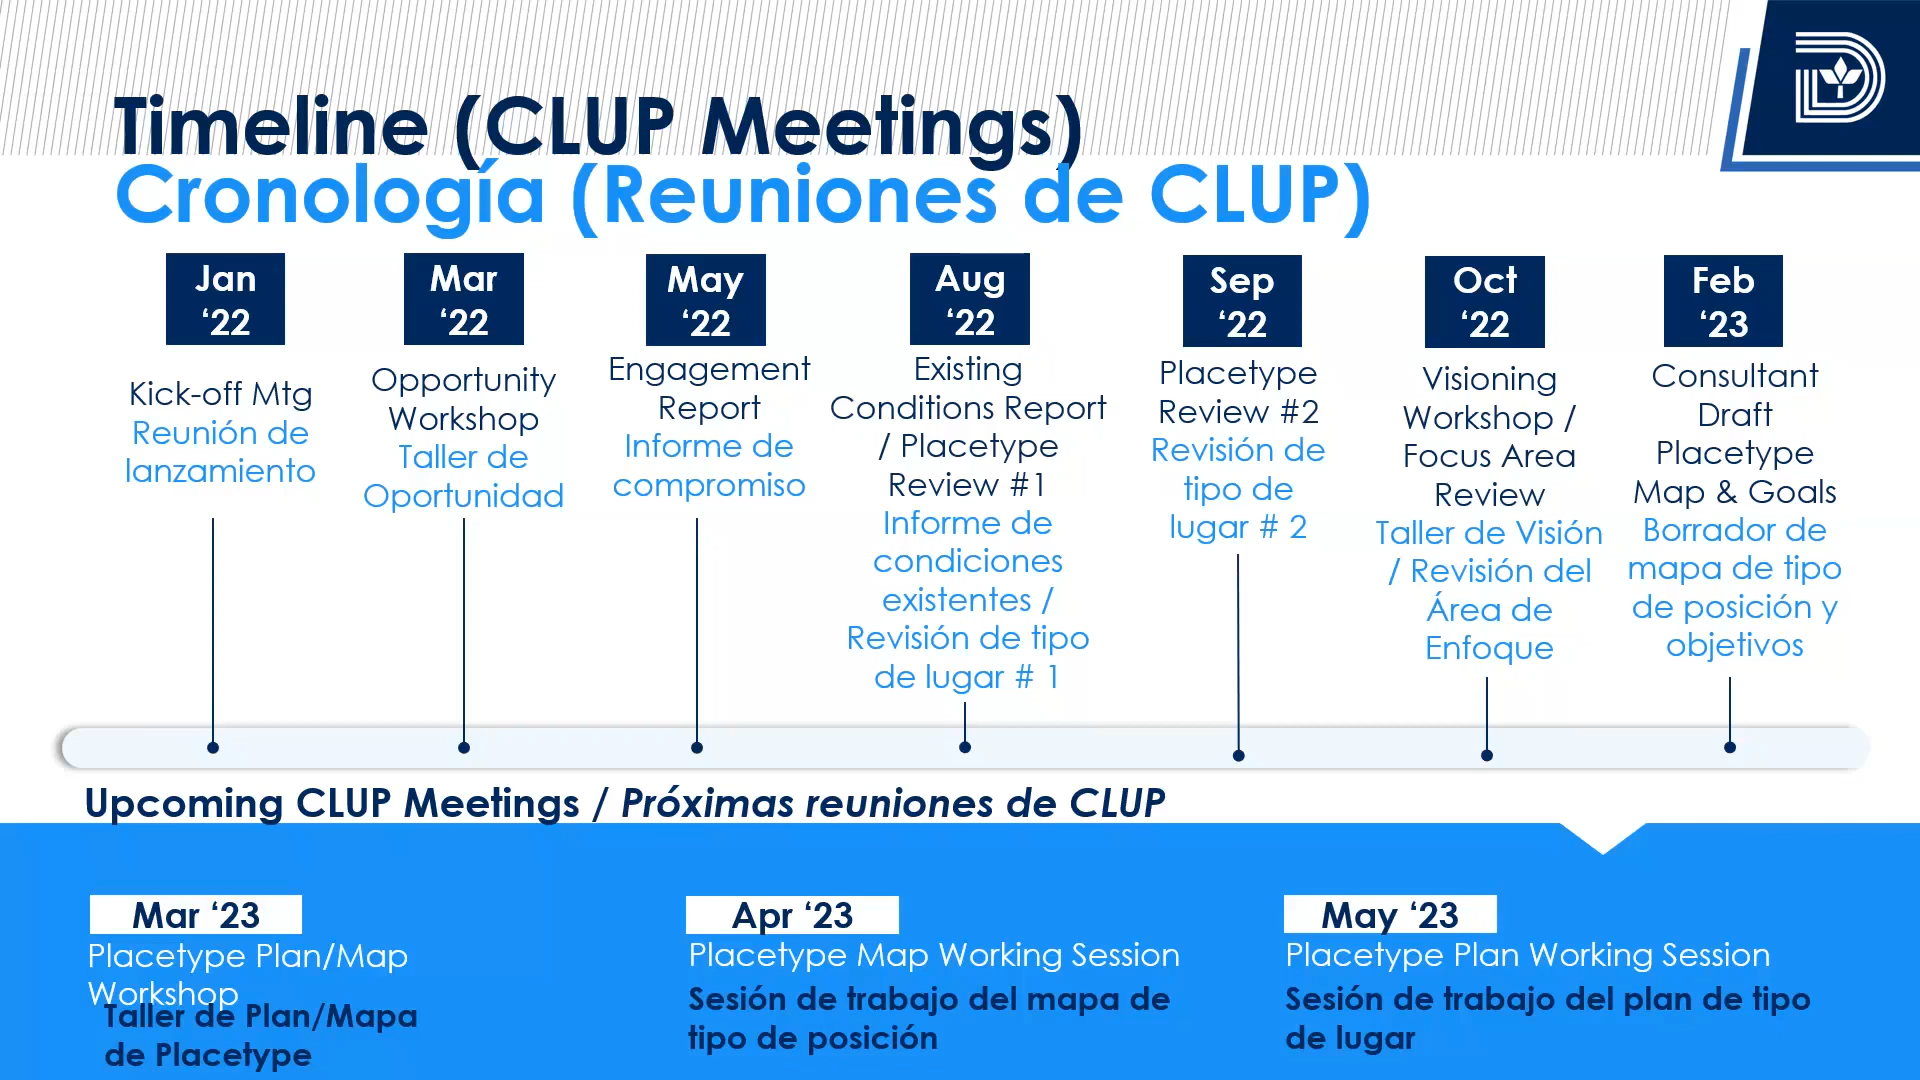 Timeline (CLUP Meetings)
Cronología (Reuniones de CLUP)
Jan
‘22
Kick-off Mtg
Reunión de
lanzamiento
Mar
‘22
Opportunity
Workshop
Taller de
Oportunidad
May
‘22
Engagement
Report
Informe de
compromiso
Aug
‘22
Existing
Conditions Report
/ Placetype
Review #1
Informe de
condiciones
existentes /
Revisión de tipo
de lugar # 1
Sep
‘22
Placetype
Review #2
Revisión de
tipo de
lugar # 2
Oct
‘22
Visioning
Workshop /
Focus Area
Review
Taller de Visión
/ Revisión del
Área de
Enfoque
Feb
‘23
Consultant
Draft
Placetype
Map & Goals
Borrador de
mapa de tipo
de posición y
objetivos
Upcoming CLUP Meetings / Próximas reuniones de CLUP
Mar ‘23
Placetype Plan/Map
Workshop
Taller de Plan/Mapa
de Placetype
Apr ‘23
Placetype Map Working Session
Sesión de trabajo del mapa de
tipo de posición
May ‘23
Placetype Plan Working Session
Sesión de trabajo del plan de tipo
de lugar